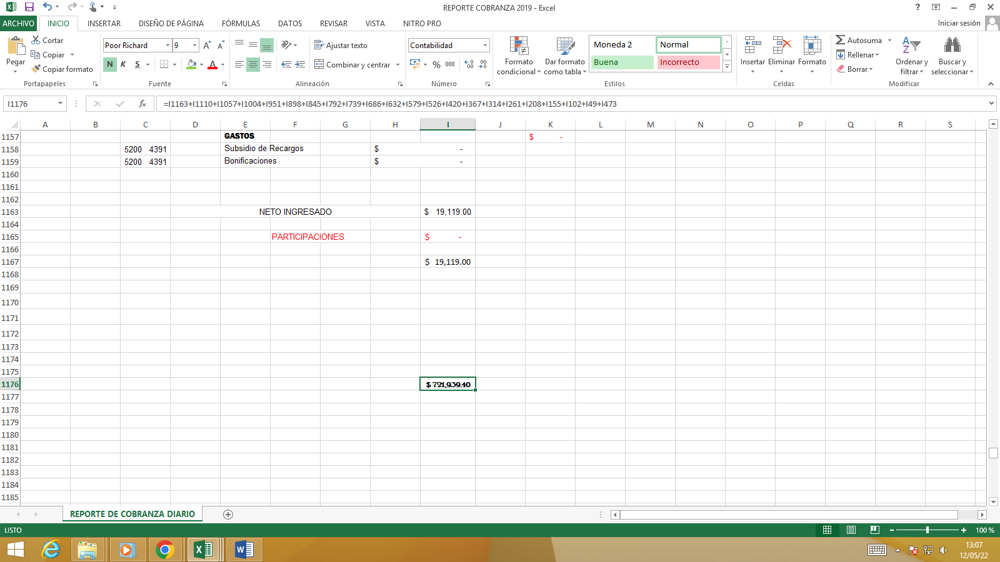 REPORTE COBRANZA 2019 - Excel
ARCHIVO INICIO INSERTAR DISEÑO DE PÁGINA FÓRMULAS DATOS REVISAR VISTA NITRO PRO Iniciar sesión
Pegar Cortar Copiar Copiar formato Portapapeles
Poor Richard 9 N K S Fuente
Ajustar texto Combinar y centrar Alineación
Contabilidad % 000 Número
Formato condicional Dar formato como tabla Moneda 2 Normal Buena Incorrecto Estilos
Insertar Eliminar Formato Celdas
Autosuma Rellenar Borrar Ordenar y filtrar Buscar y seleccionar Modificar
I1176 fx =I1163+I1110+I1057+I1004+I951+I898+I845+I792+I739+I686+I632+I579+I526+I420+I367+I314+I261+I208+I155+I102+I49+I473
A B C D E F G H I J K L M N O P Q R S
1157 GASTOS $ -
1158 5200 4391 Subsidio de Recargos $ -
1159 5200 4391 Bonificaciones $ -
1160
1161
1162
1163 NETO INGRESADO $ 19,119.00
1164
1165 PARTICIPACIONES $ -
1166
1167 $ 19,119.00
1168
1169
1170
1171
1172
1173
1174
1175
1176 $ 721,939.40
1177
1178
1179
1180
1181
1182
1183
1184
1185
REPORTE DE COBRANZA DIARIO
LISTO 100 %
13:07
12/05/22